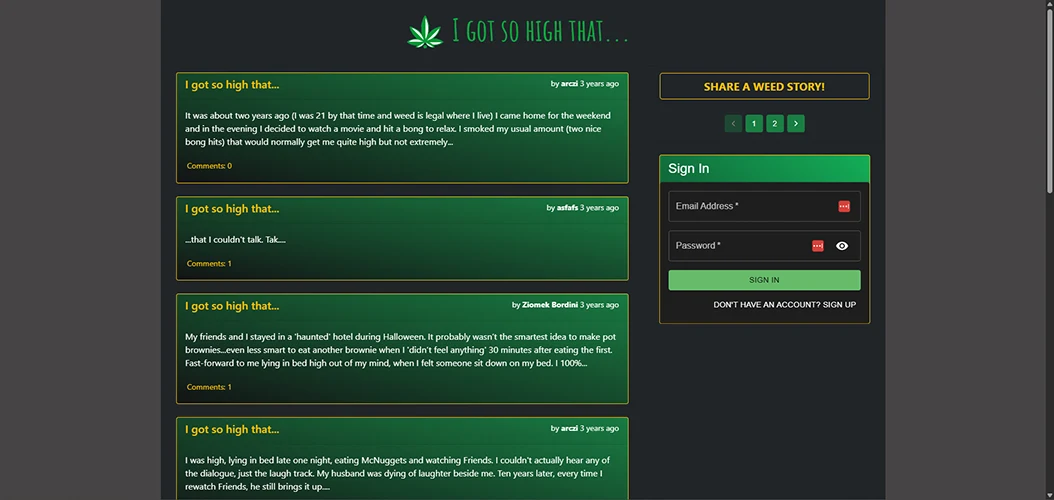 I got so high that...
I got so high that...
by arczi 3 years ago
It was about two years ago (I was 21 by that time and weed is legal where I live) I came home for the weekend
and in the evening I decided to watch a movie and hit a bong to relax. I smoked my usual amount (two nice
bong hits) that would normally get me quite high but not extremely...
Comments: 0
I got so high that...
by asfafs 3 years ago
...that I couldn't talk. Tak....
Comments: 1
I got so high that...
by Ziomek Bordini 3 years ago
My friends and I stayed in a 'haunted' hotel during Halloween. It probably wasn't the smartest idea to make pot
brownies...even less smart to eat another brownie when I 'didn't feel anything' 30 minutes after eating the first.
Fast-forward to me lying in bed high out of my mind, when I felt someone sit down on my bed. I 100%...
Comments: 1
I got so high that...
by arczi 3 years ago
I was high, lying in bed late one night, eating McNuggets and watching Friends. I couldn't actually hear any of
the dialogue, just the laugh track. My husband was dying of laughter beside me. Ten years later, every time I
rewatch Friends, he still brings it up....
SHARE A WEED STORY!
1 2
Sign In
Email Address *
Password *
SIGN IN
DON'T HAVE AN ACCOUNT? SIGN UP